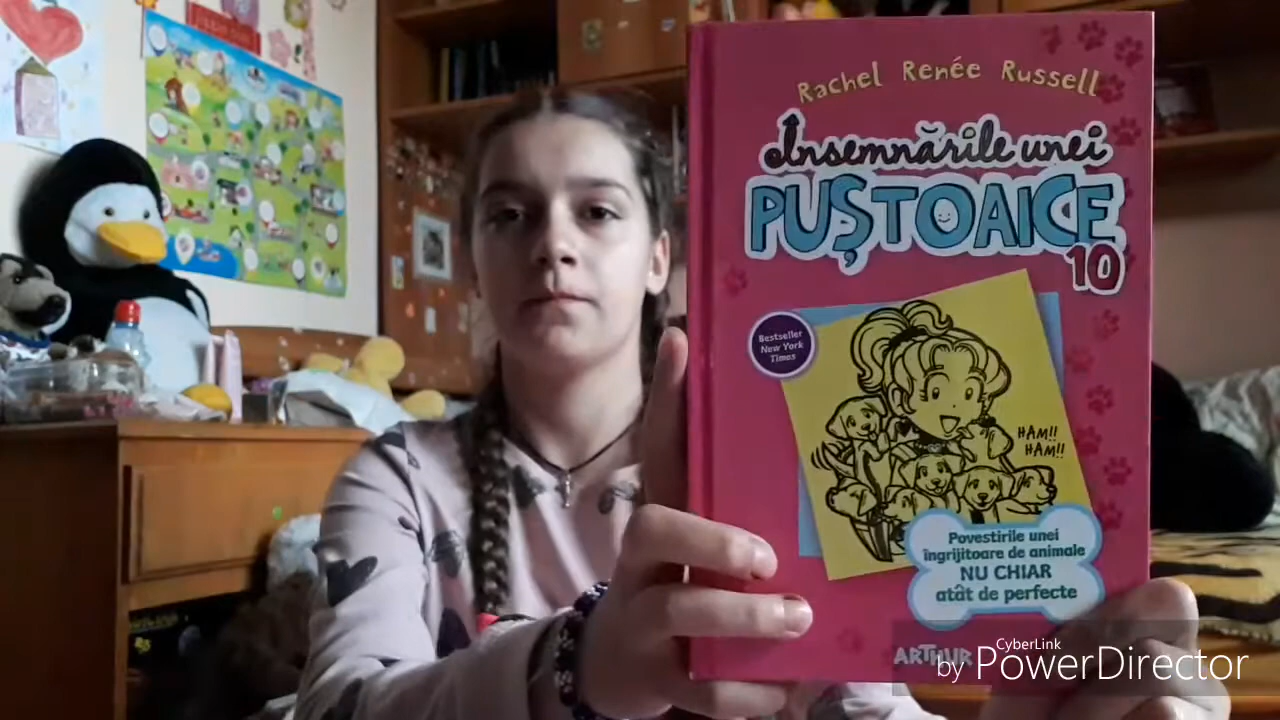 Rachel Renée Russell
Însemnările unei
PUȘTOAICE
10
Bestseller
New York
Times
HAM!!
HAM!!
Povestirile unei
îngrijitoare de animale
NU CHIAR
atât de perfecte
ARTHUR
CyberLink
by PowerDirector